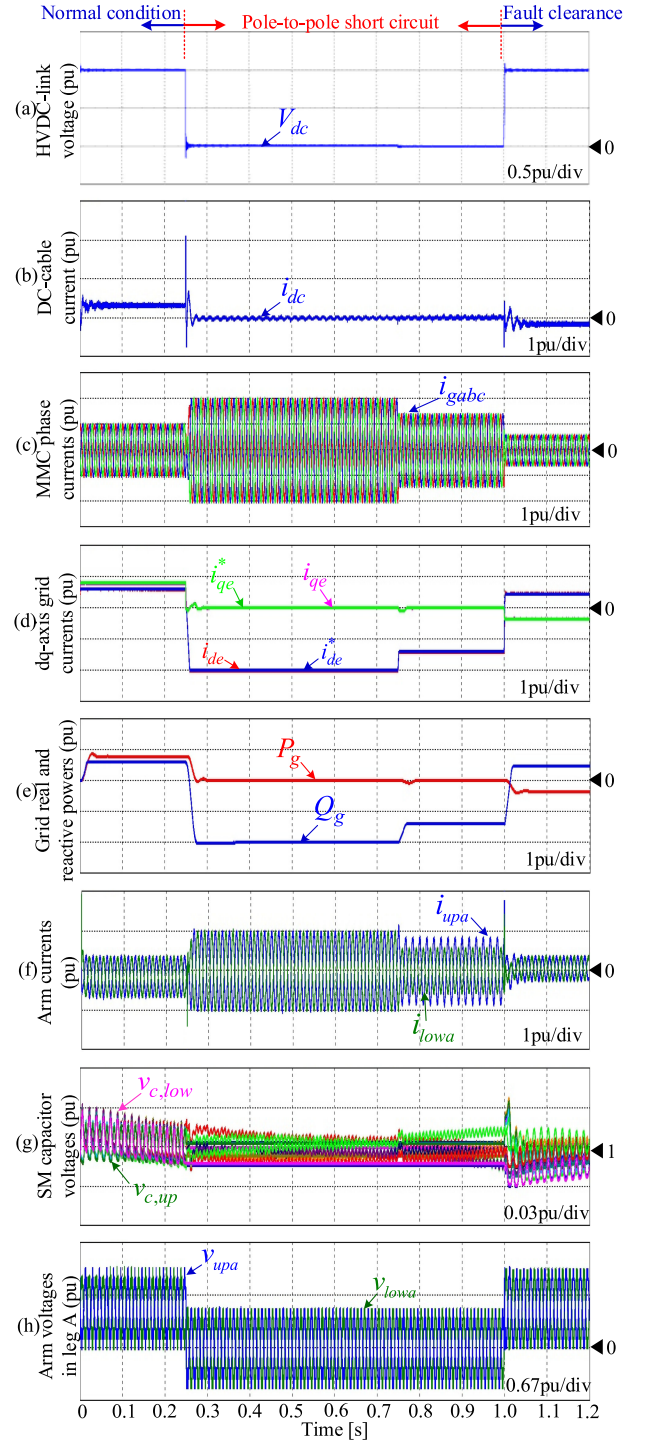 Normal condition
Pole-to-pole short circuit
Fault clearance
(a)
HVDC-link
voltage (pu)
V_dc
0
0.5pu/div
(b)
DC-cable
current (pu)
i_dc
0
1pu/div
(c)
MMC phase
currents (pu)
i_gabc
0
1pu/div
(d)
dq-axis grid
currents (pu)
i*_qe
i_qe
i_de
i*_de
0
1pu/div
(e)
Grid real and
reactive powers (pu)
P_g
Q_g
0
1pu/div
(f)
Arm currents
(pu)
i_upa
i_lowa
0
1pu/div
(g)
SM capacitor
voltages (pu)
v_c,low
v_c,up
1
0.03pu/div
(h)
Arm voltages
in leg A (pu)
v_upa
v_lowa
0
0.67pu/div
0 0.1 0.2 0.3 0.4 0.5 0.6 0.7 0.8 0.9 1.0 1.1 1.2
Time [s]